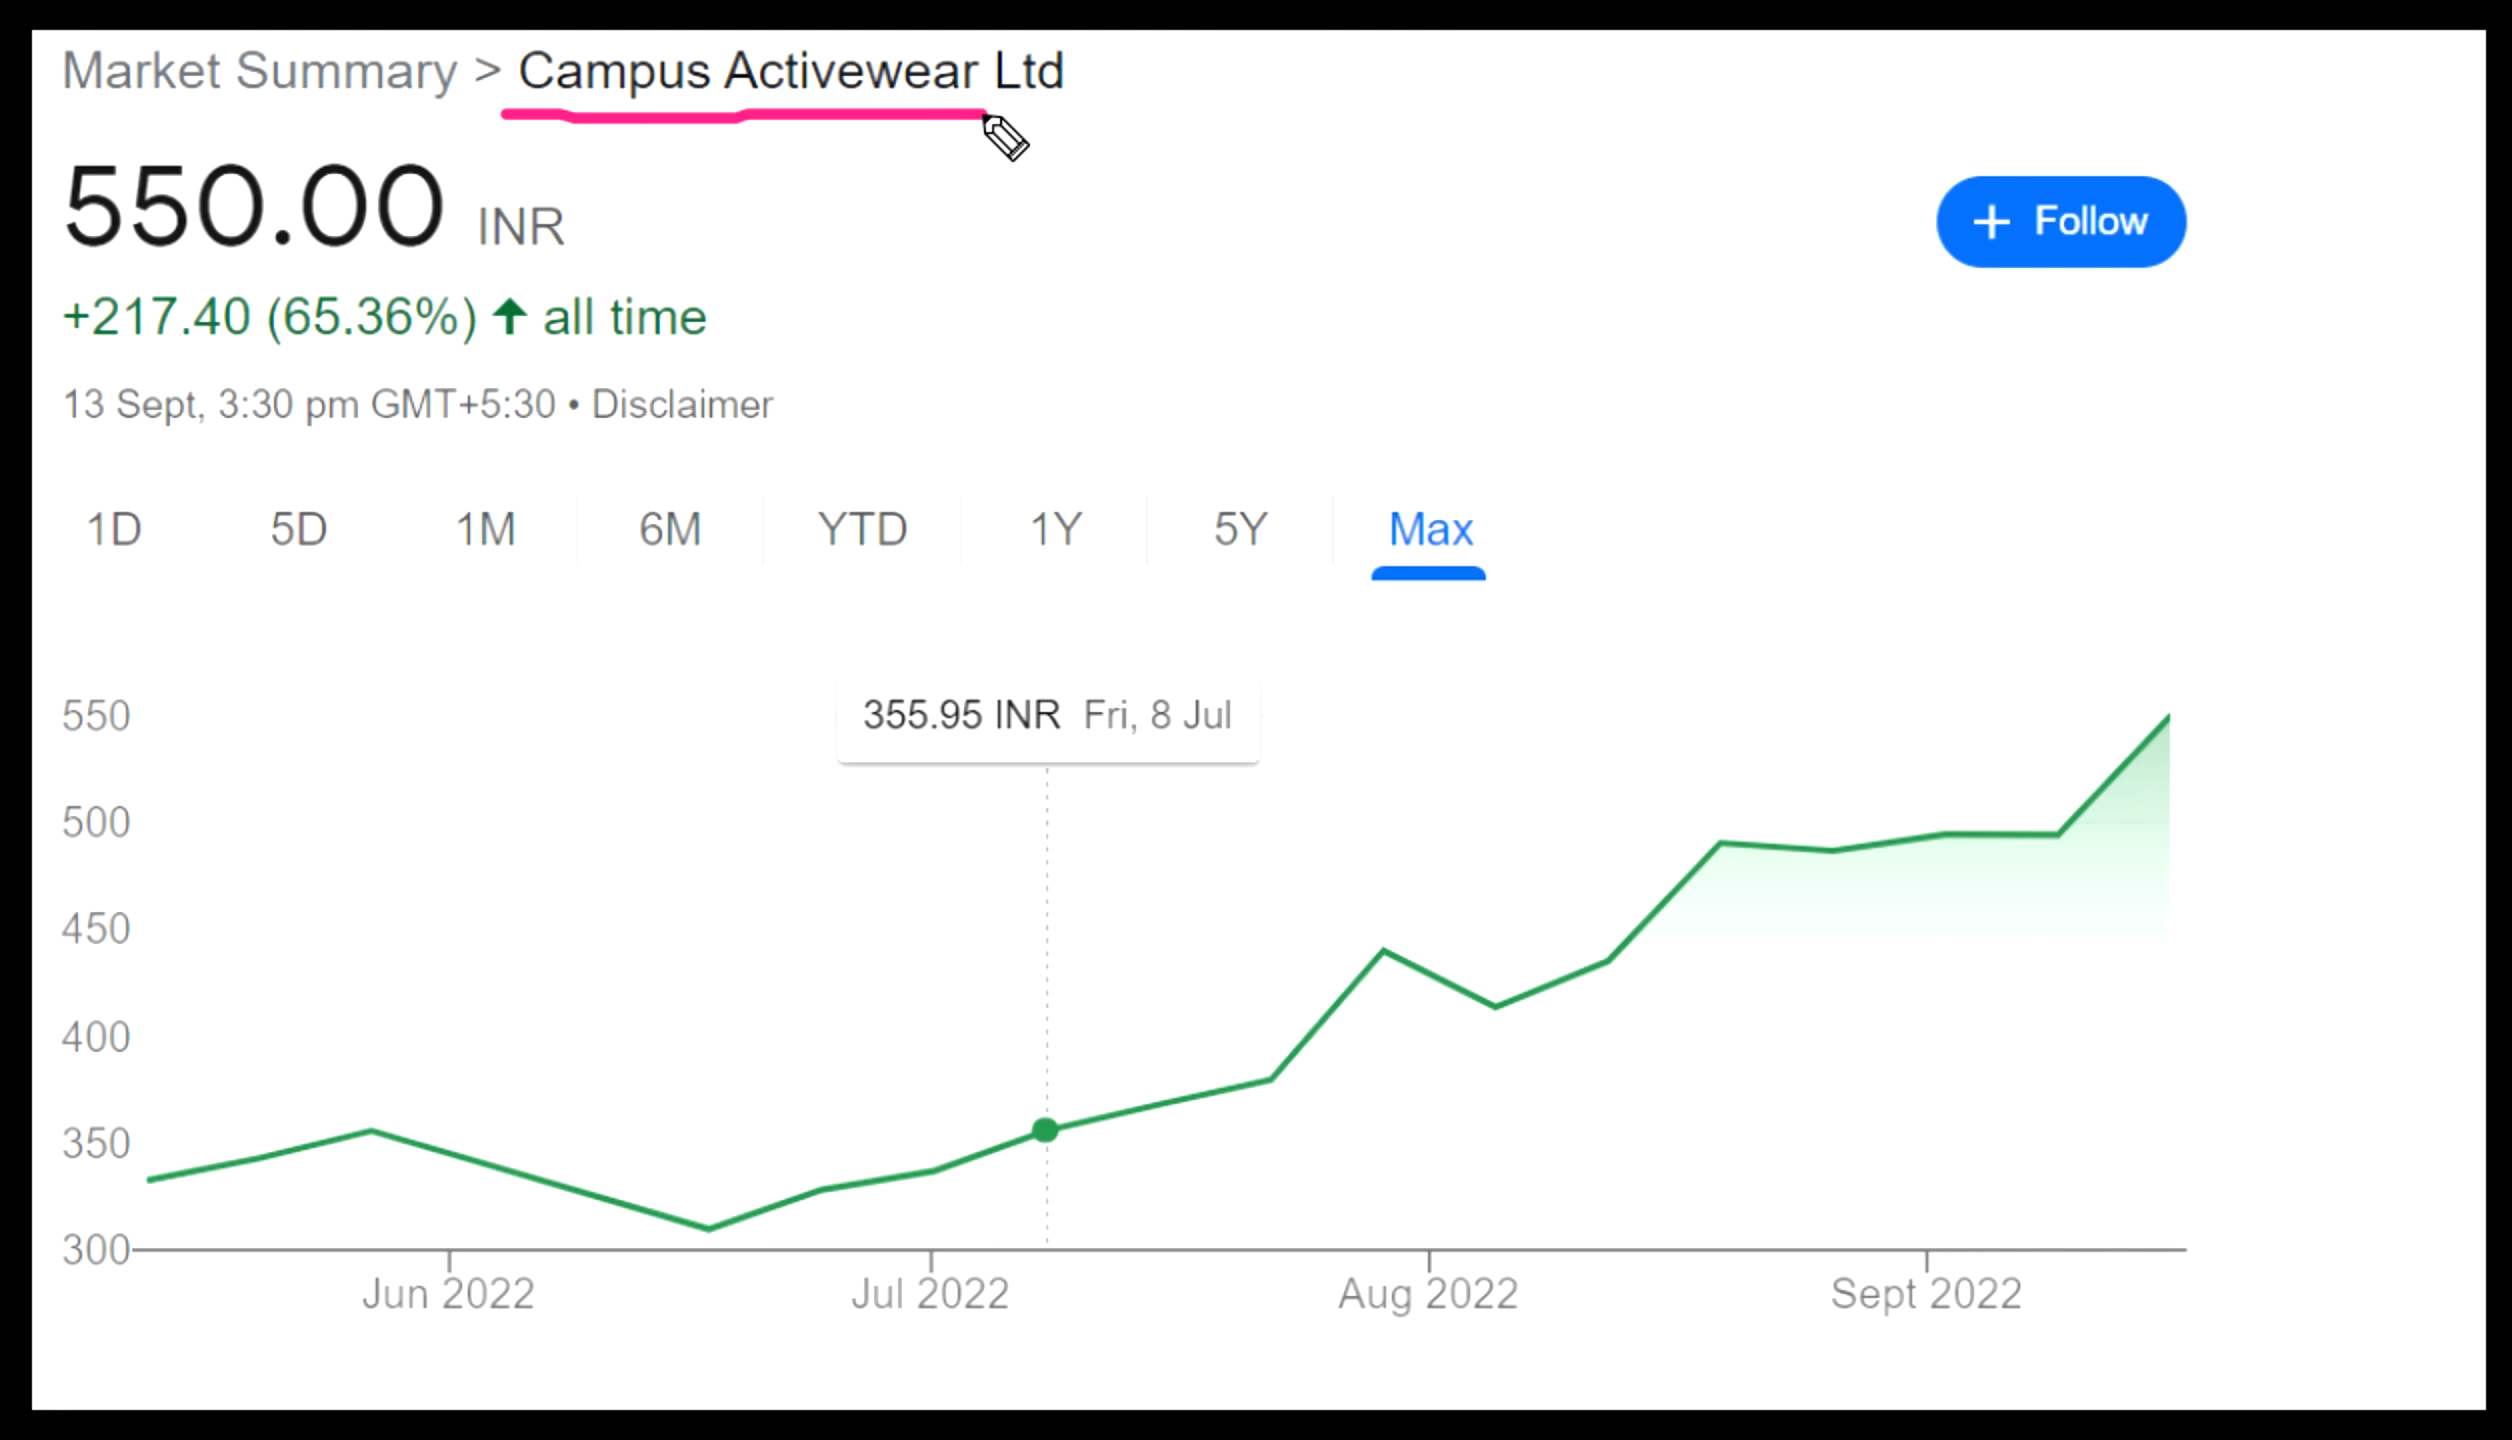 Market Summary > Campus Activewear Ltd
550.00 INR
+ Follow
+217.40 (65.36%) ↑ all time
13 Sept, 3:30 pm GMT+5:30 • Disclaimer
1D 5D 1M 6M YTD 1Y 5Y Max
355.95 INR Fri, 8 Jul
550
500
450
400
350
300
Jun 2022 Jul 2022 Aug 2022 Sept 2022